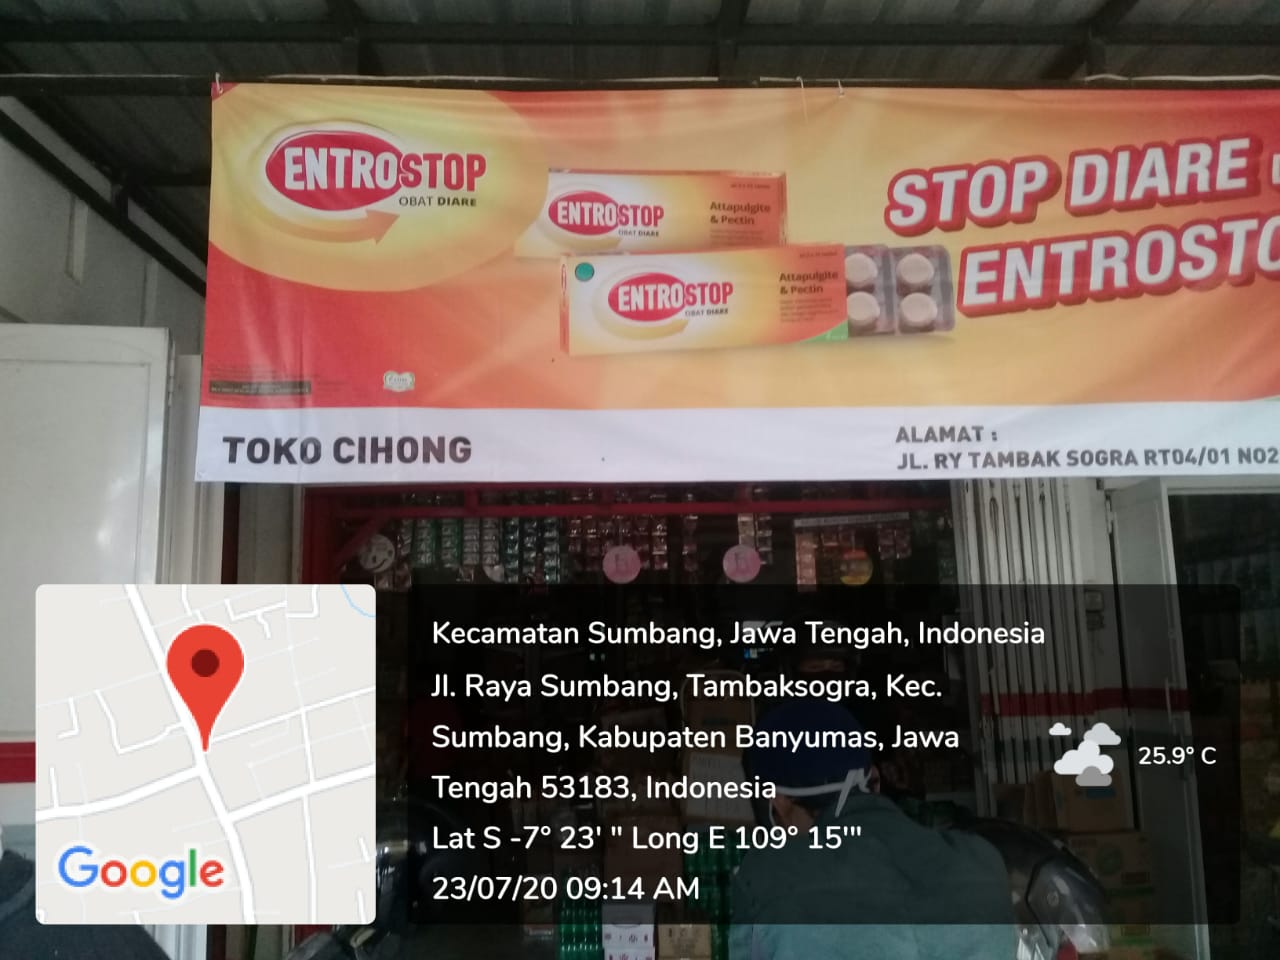 ENTROSTOP
OBAT DIARE
ENTROSTOP
OBAT DIARE
Attapulgite
& Pectin
ENTROSTOP
OBAT DIARE
Attapulgite
& Pectin
STOP DIARE
ENTROSTO
TOKO CIHONG
ALAMAT :
JL. RY TAMBAK SOGRA RT04/01 NO2
Kecamatan Sumbang, Jawa Tengah, Indonesia
Jl. Raya Sumbang, Tambaksogra, Kec.
Sumbang, Kabupaten Banyumas, Jawa
Tengah 53183, Indonesia
Lat S -7° 23' " Long E 109° 15'"
23/07/20 09:14 AM
25.9° C
Google